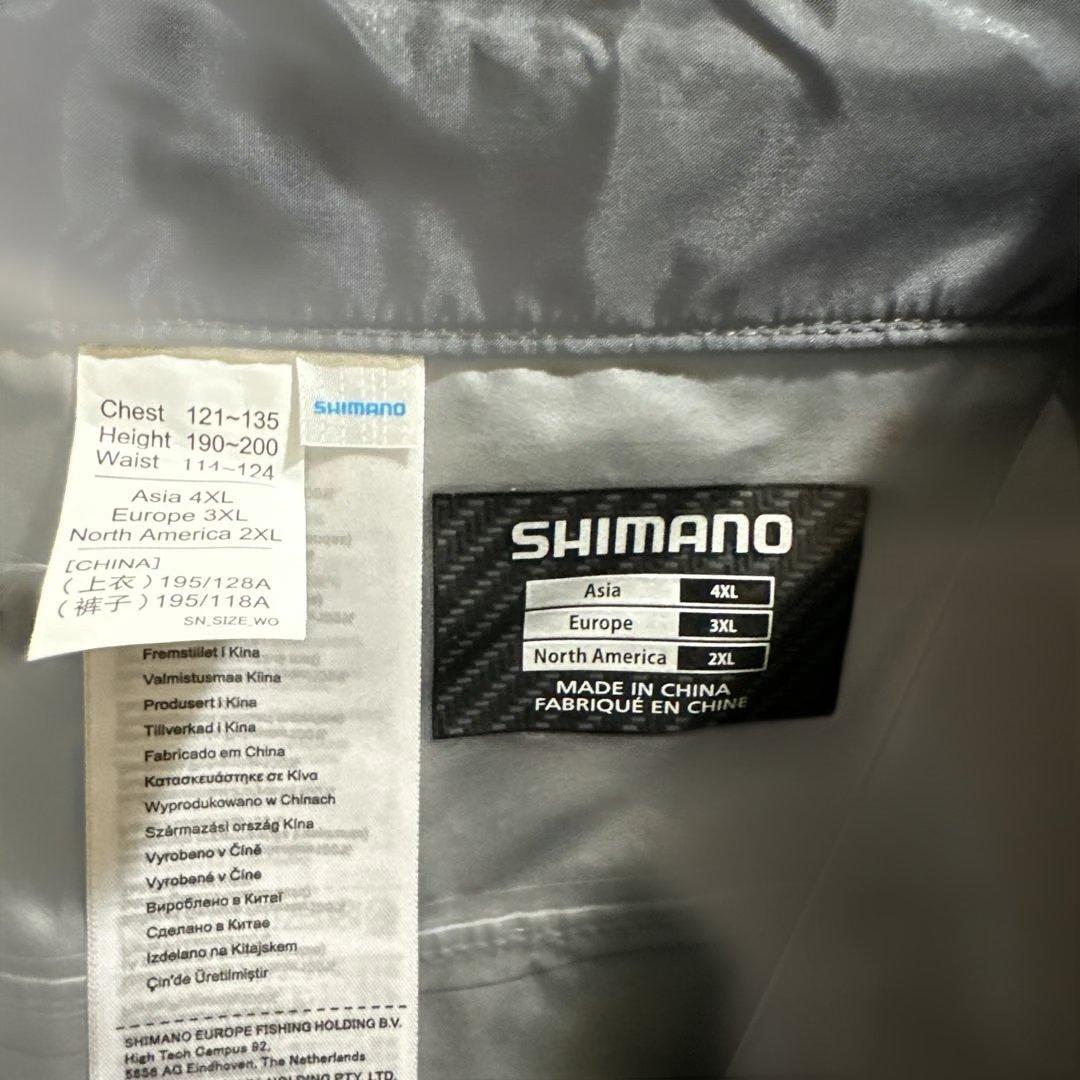 Chest 121~135
Height 190~200
Waist 114~124
Asia 4XL
Europe 3XL
North America 2XL
[CHINA]
(上衣)195/128A
(裤子)195/118A
SN_SIZE_WO
SHIMANO
Fremstillet i Kina
Valmistusmaa Kiina
Produsert i Kina
Tillverkad i Kina
Fabricado em China
Κατασκευάστηκε σε Κίνα
Wyprodukowano w Chinach
Származási ország Kína
Vyrobeno v Číně
Vyrobené v Číne
Вироблено в Китаї
Сделано в Китае
Izdelano na Kitajskem
Çin'de Üretilmiştir
SHIMANO EUROPE FISHING HOLDING B.V.
High Tech Campus 92,
5656 AG Eindhoven, The Netherlands
HOLDING PTY. LTD.
SHIMANO
Asia 4XL
Europe 3XL
North America 2XL
MADE IN CHINA
FABRIQUÉ EN CHINE